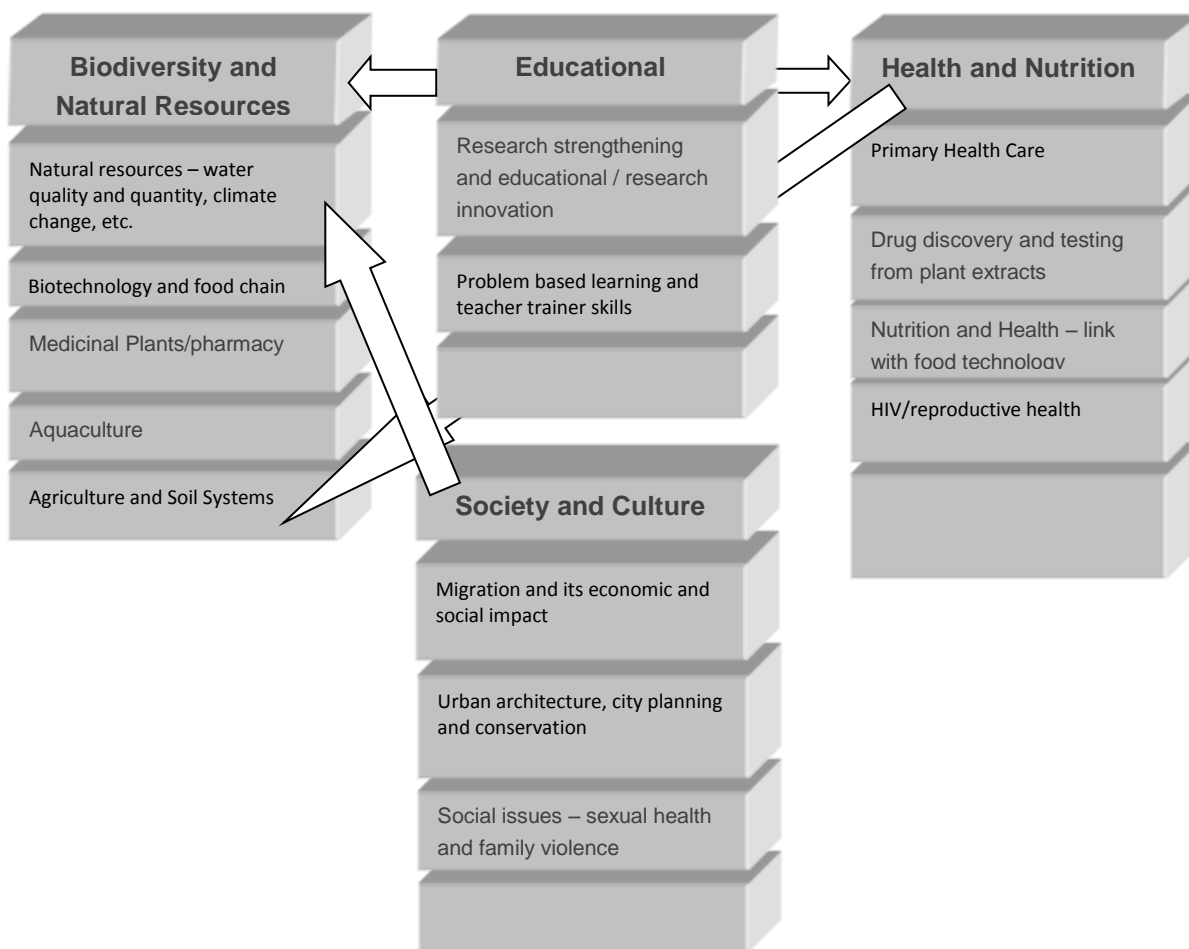 Biodiversity and
Natural Resources
Natural resources – water
quality and quantity, climate
change, etc.
Biotechnology and food chain
Medicinal Plants/pharmacy
Aquaculture
Agriculture and Soil Systems
Educational
Research strengthening
and educational / research
innovation
Problem based learning and
teacher trainer skills
Health and Nutrition
Primary Health Care
Drug discovery and testing
from plant extracts
Nutrition and Health – link
with food technology
HIV/reproductive health
Society and Culture
Migration and its economic and
social impact
Urban architecture, city planning
and conservation
Social issues – sexual health
and family violence